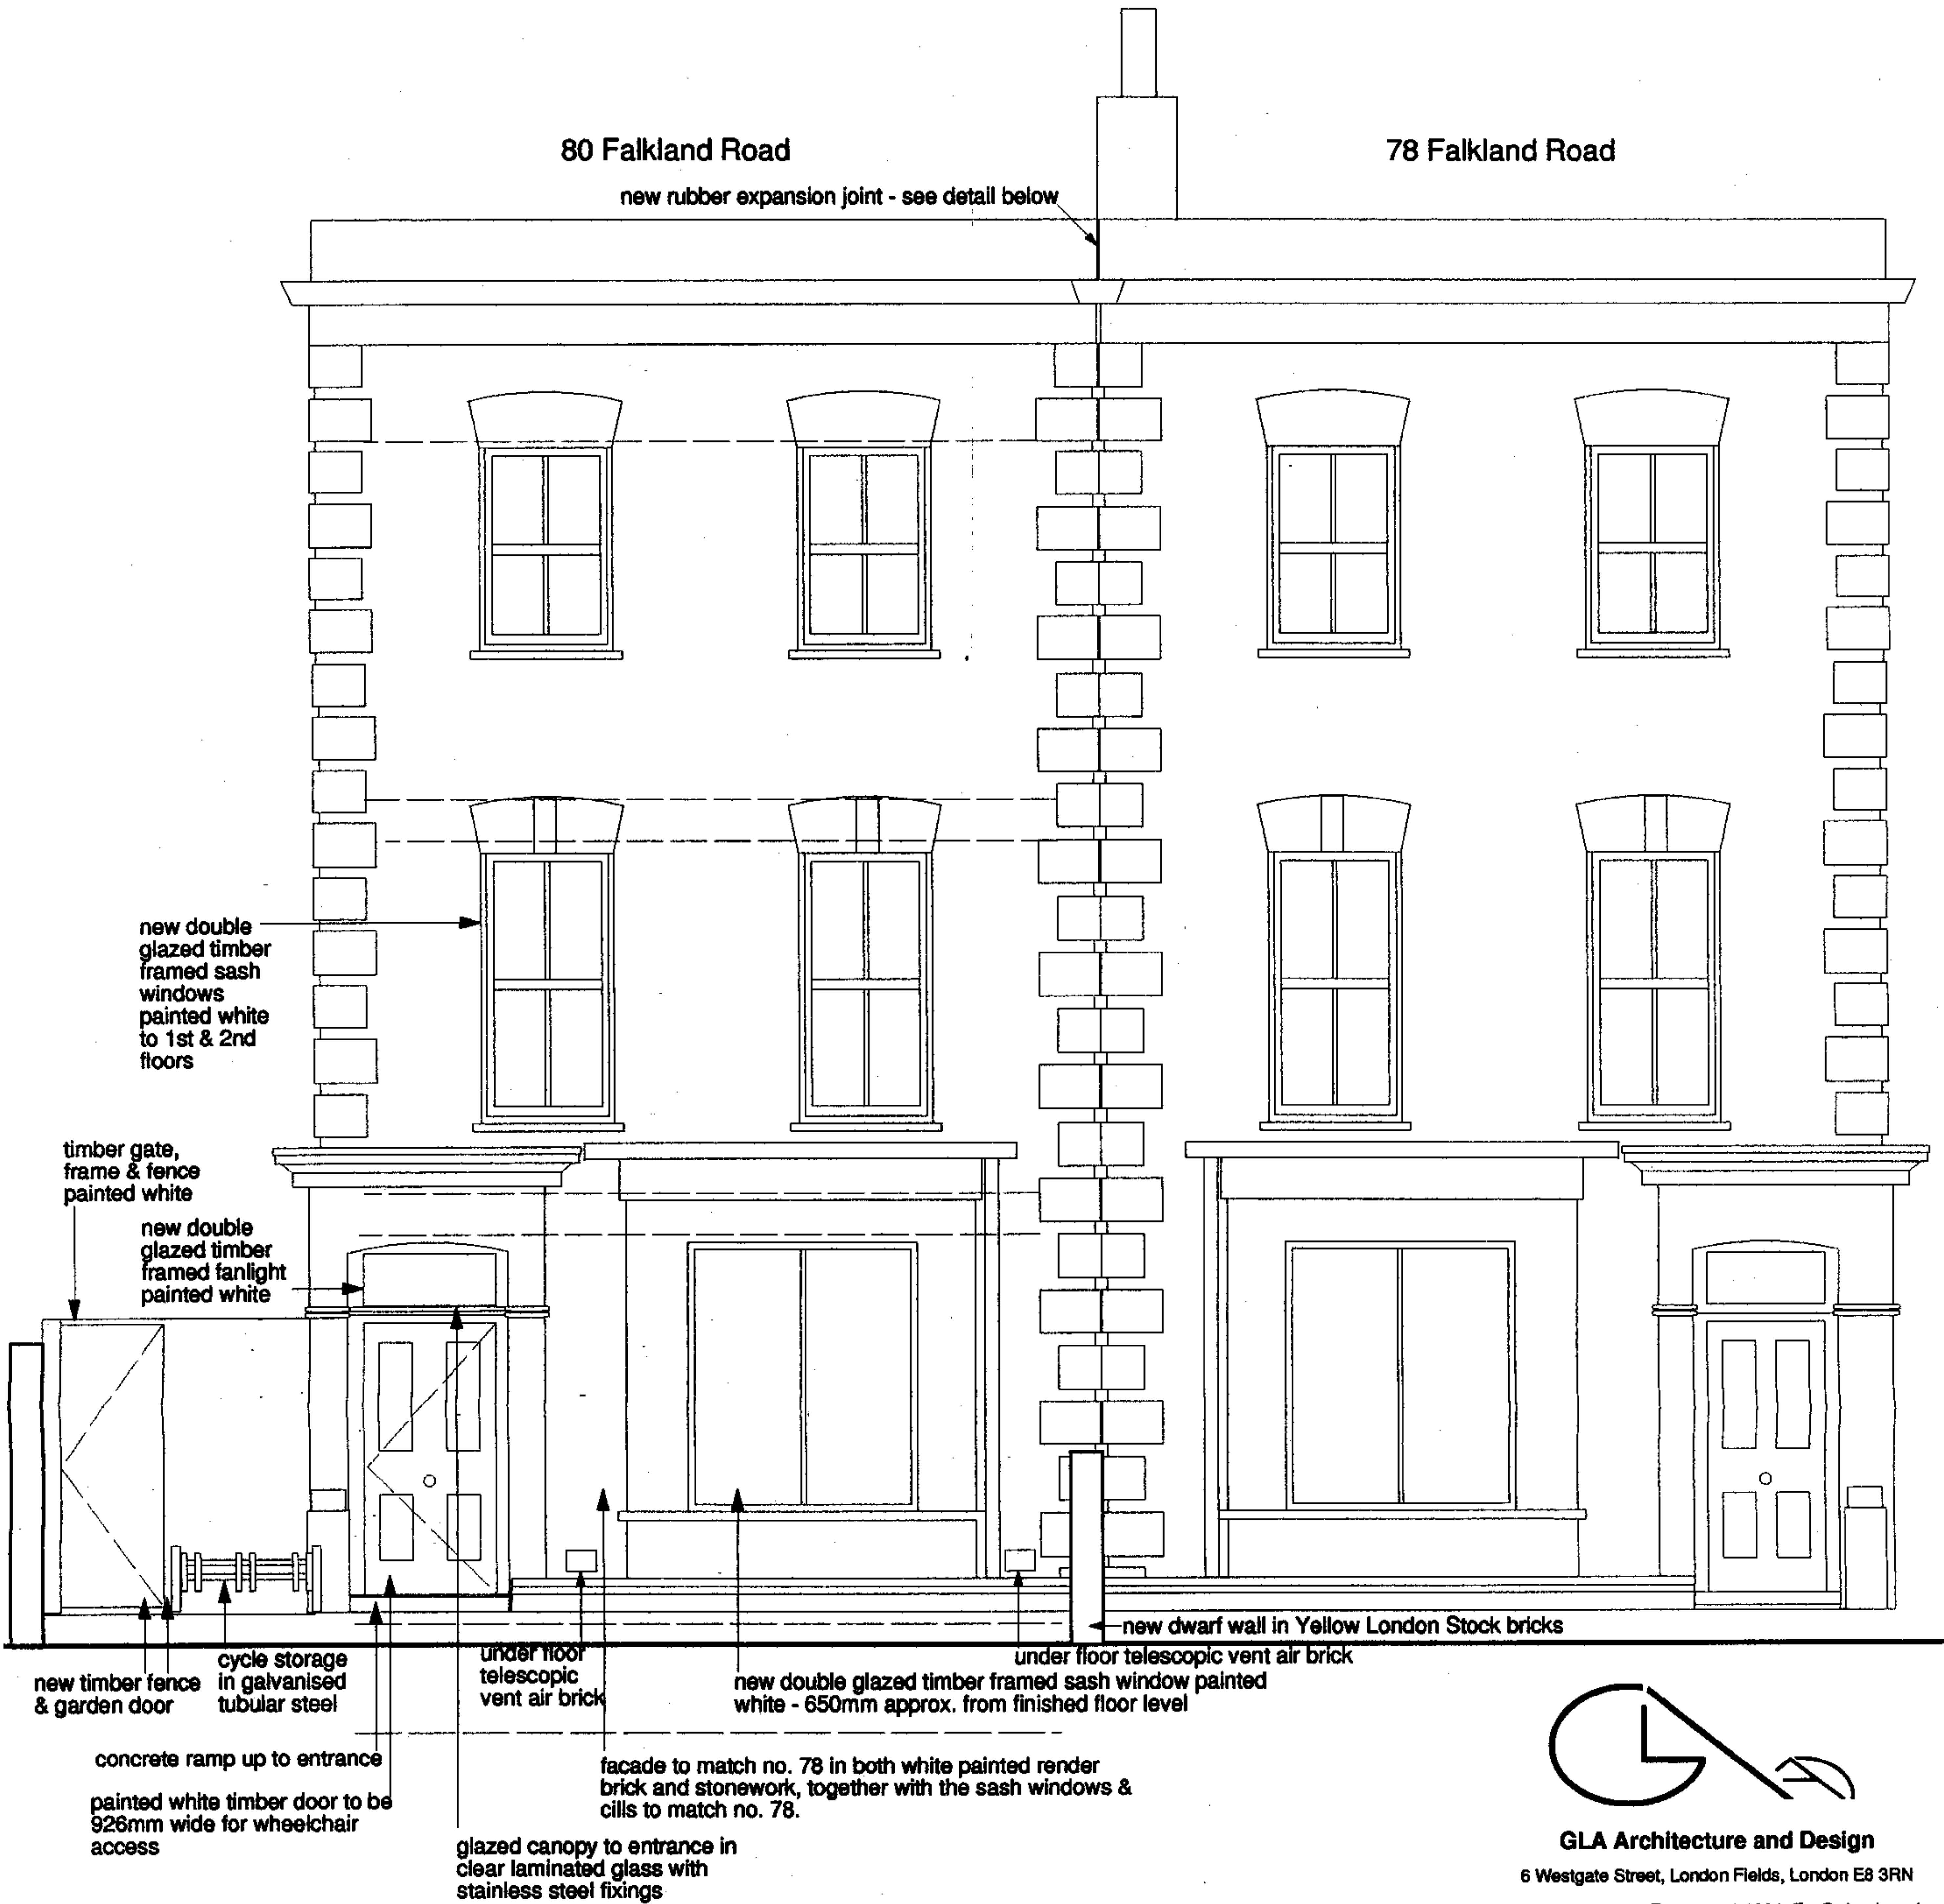 80 Falkland Road
78 Falkland Road
new rubber expansion joint - see detail below
new double
glazed timber
framed sash
windows
painted white
to 1st & 2nd
floors
timber gate,
frame & fence
painted white
new double
glazed timber
framed fanlight
painted white
new dwarf wall in Yellow London Stock bricks
new timber fence
& garden door
cycle storage
in galvanised
tubular steel
under floor
telescopic
vent air brick
under floor telescopic vent air brick
new double glazed timber framed sash window painted
white - 650mm approx. from finished floor level
concrete ramp up to entrance
painted white timber door to be
926mm wide for wheelchair
access
facade to match no. 78 in both white painted render
brick and stonework, together with the sash windows &
cills to match no. 78.
glazed canopy to entrance in
clear laminated glass with
stainless steel fixings
GLA Architecture and Design
6 Westgate Street, London Fields, London E8 3RN